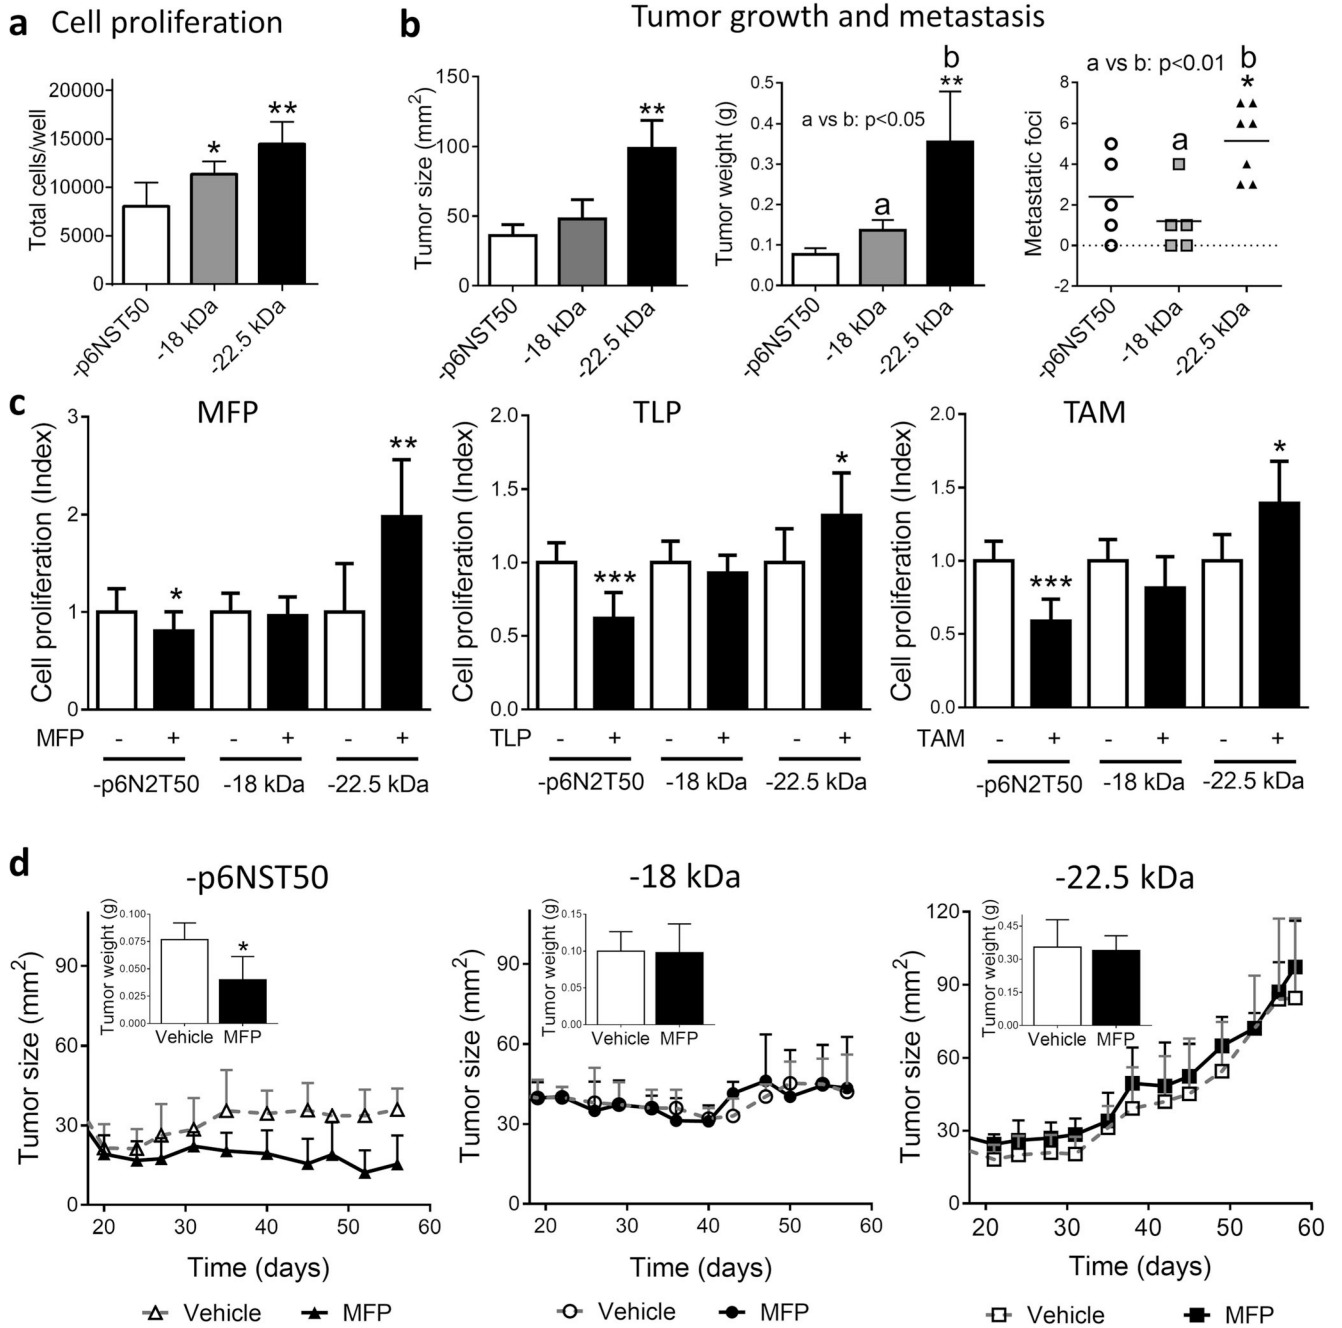 a Cell proliferation
b Tumor growth and metastasis
Total cells/well
20000
15000
10000
5000
0
*
**
-p6NST50
-18 kDa
-22.5 kDa
Tumor size (mm2)
150
100
50
0
**
-p6NST50
-18 kDa
-22.5 kDa
Tumor weight (g)
0.5
0.4
0.3
0.2
0.1
0.0
a vs b: p<0.05
a
b
**
-p6NST50
-18 kDa
-22.5 kDa
Metastatic foci
8
6
4
2
0
-2
a vs b: p<0.01
a
b
*
-p6NST50
-18 kDa
-22.5 kDa
c
MFP
Cell proliferation (Index)
3
2
1
0
*
**
MFP - + - + - +
-p6N2T50 -18 kDa -22.5 kDa
TLP
Cell proliferation (Index)
2.0
1.5
1.0
0.5
0.0
***
*
TLP - + - + - +
-p6N2T50 -18 kDa -22.5 kDa
TAM
Cell proliferation (Index)
2.0
1.5
1.0
0.5
0.0
***
*
TAM - + - + - +
-p6N2T50 -18 kDa -22.5 kDa
d
-p6NST50
Tumor size (mm2)
90
60
30
0
Tumor weight (g)
0.100
0.075
0.050
0.025
0.000
*
Vehicle MFP
20 30 40 50 60
Time (days)
Vehicle MFP
-18 kDa
Tumor size (mm2)
90
60
30
0
Tumor weight (g)
0.15
0.10
0.05
0.00
Vehicle MFP
20 30 40 50 60
Time (days)
Vehicle MFP
-22.5 kDa
Tumor size (mm2)
120
90
60
30
0
Tumor weight (g)
0.45
0.30
0.15
0.00
Vehicle MFP
20 30 40 50 60
Time (days)
Vehicle MFP